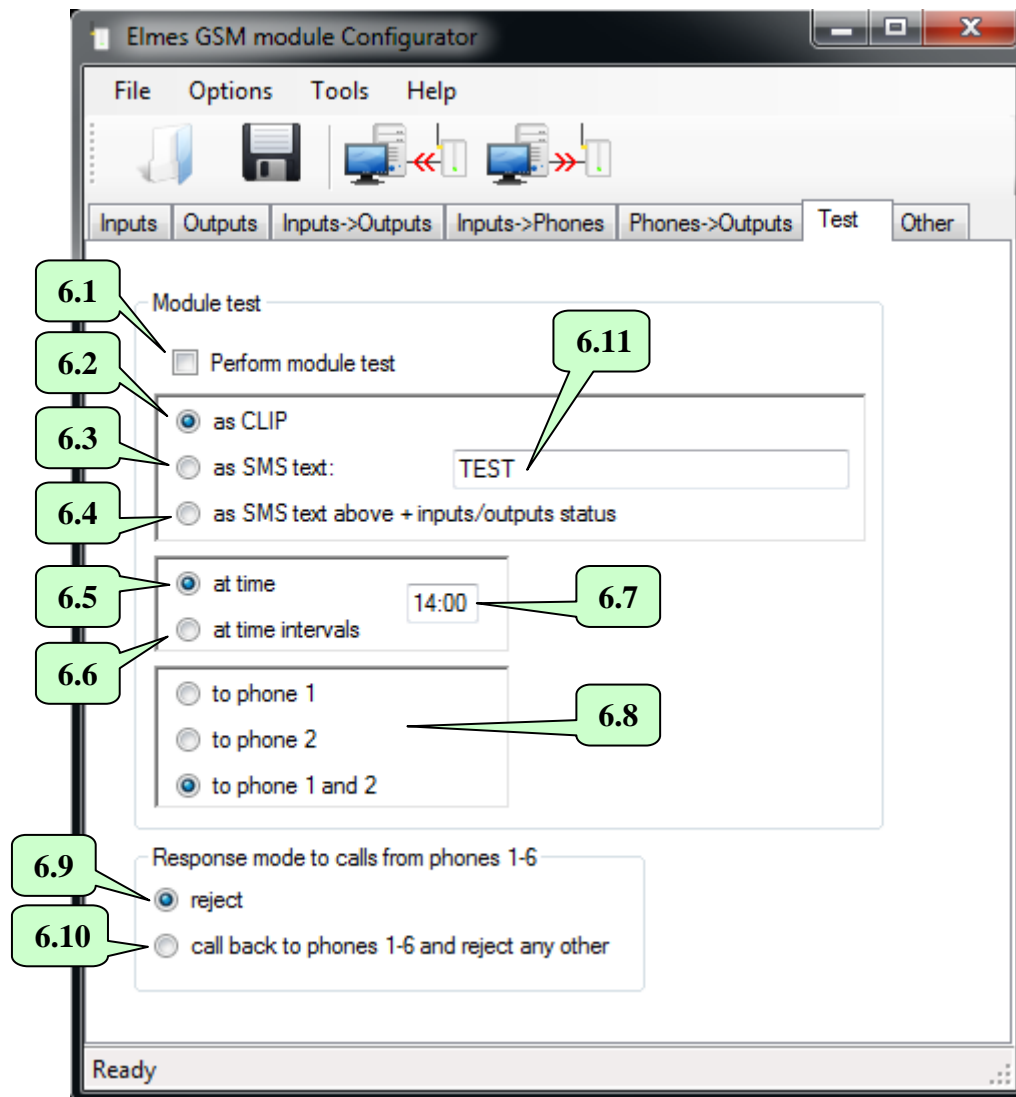 Elmes GSM module Configurator
File Options Tools Help
Inputs Outputs Inputs->Outputs Inputs->Phones Phones->Outputs Test Other
6.1
Module test
6.11
6.2
Perform module test
as CLIP
6.3
as SMS text: TEST
6.4
as SMS text above + inputs/outputs status
6.5
at time
14:00
6.7
at time intervals
6.6
to phone 1
6.8
to phone 2
to phone 1 and 2
Response mode to calls from phones 1-6
6.9
reject
6.10
call back to phones 1-6 and reject any other
Ready